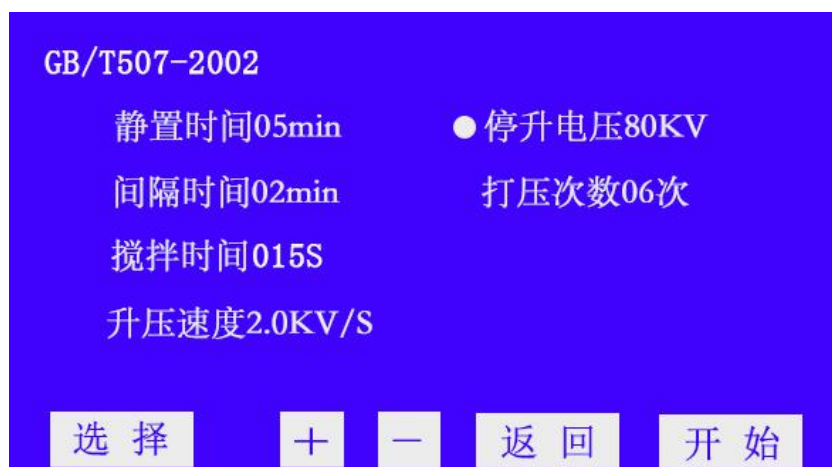 GB/T507-2002
静置时间05min ●停升电压80KV
间隔时间02min 打压次数06次
搅拌时间015S
升压速度2.0KV/S
选择 + - 返回 开始